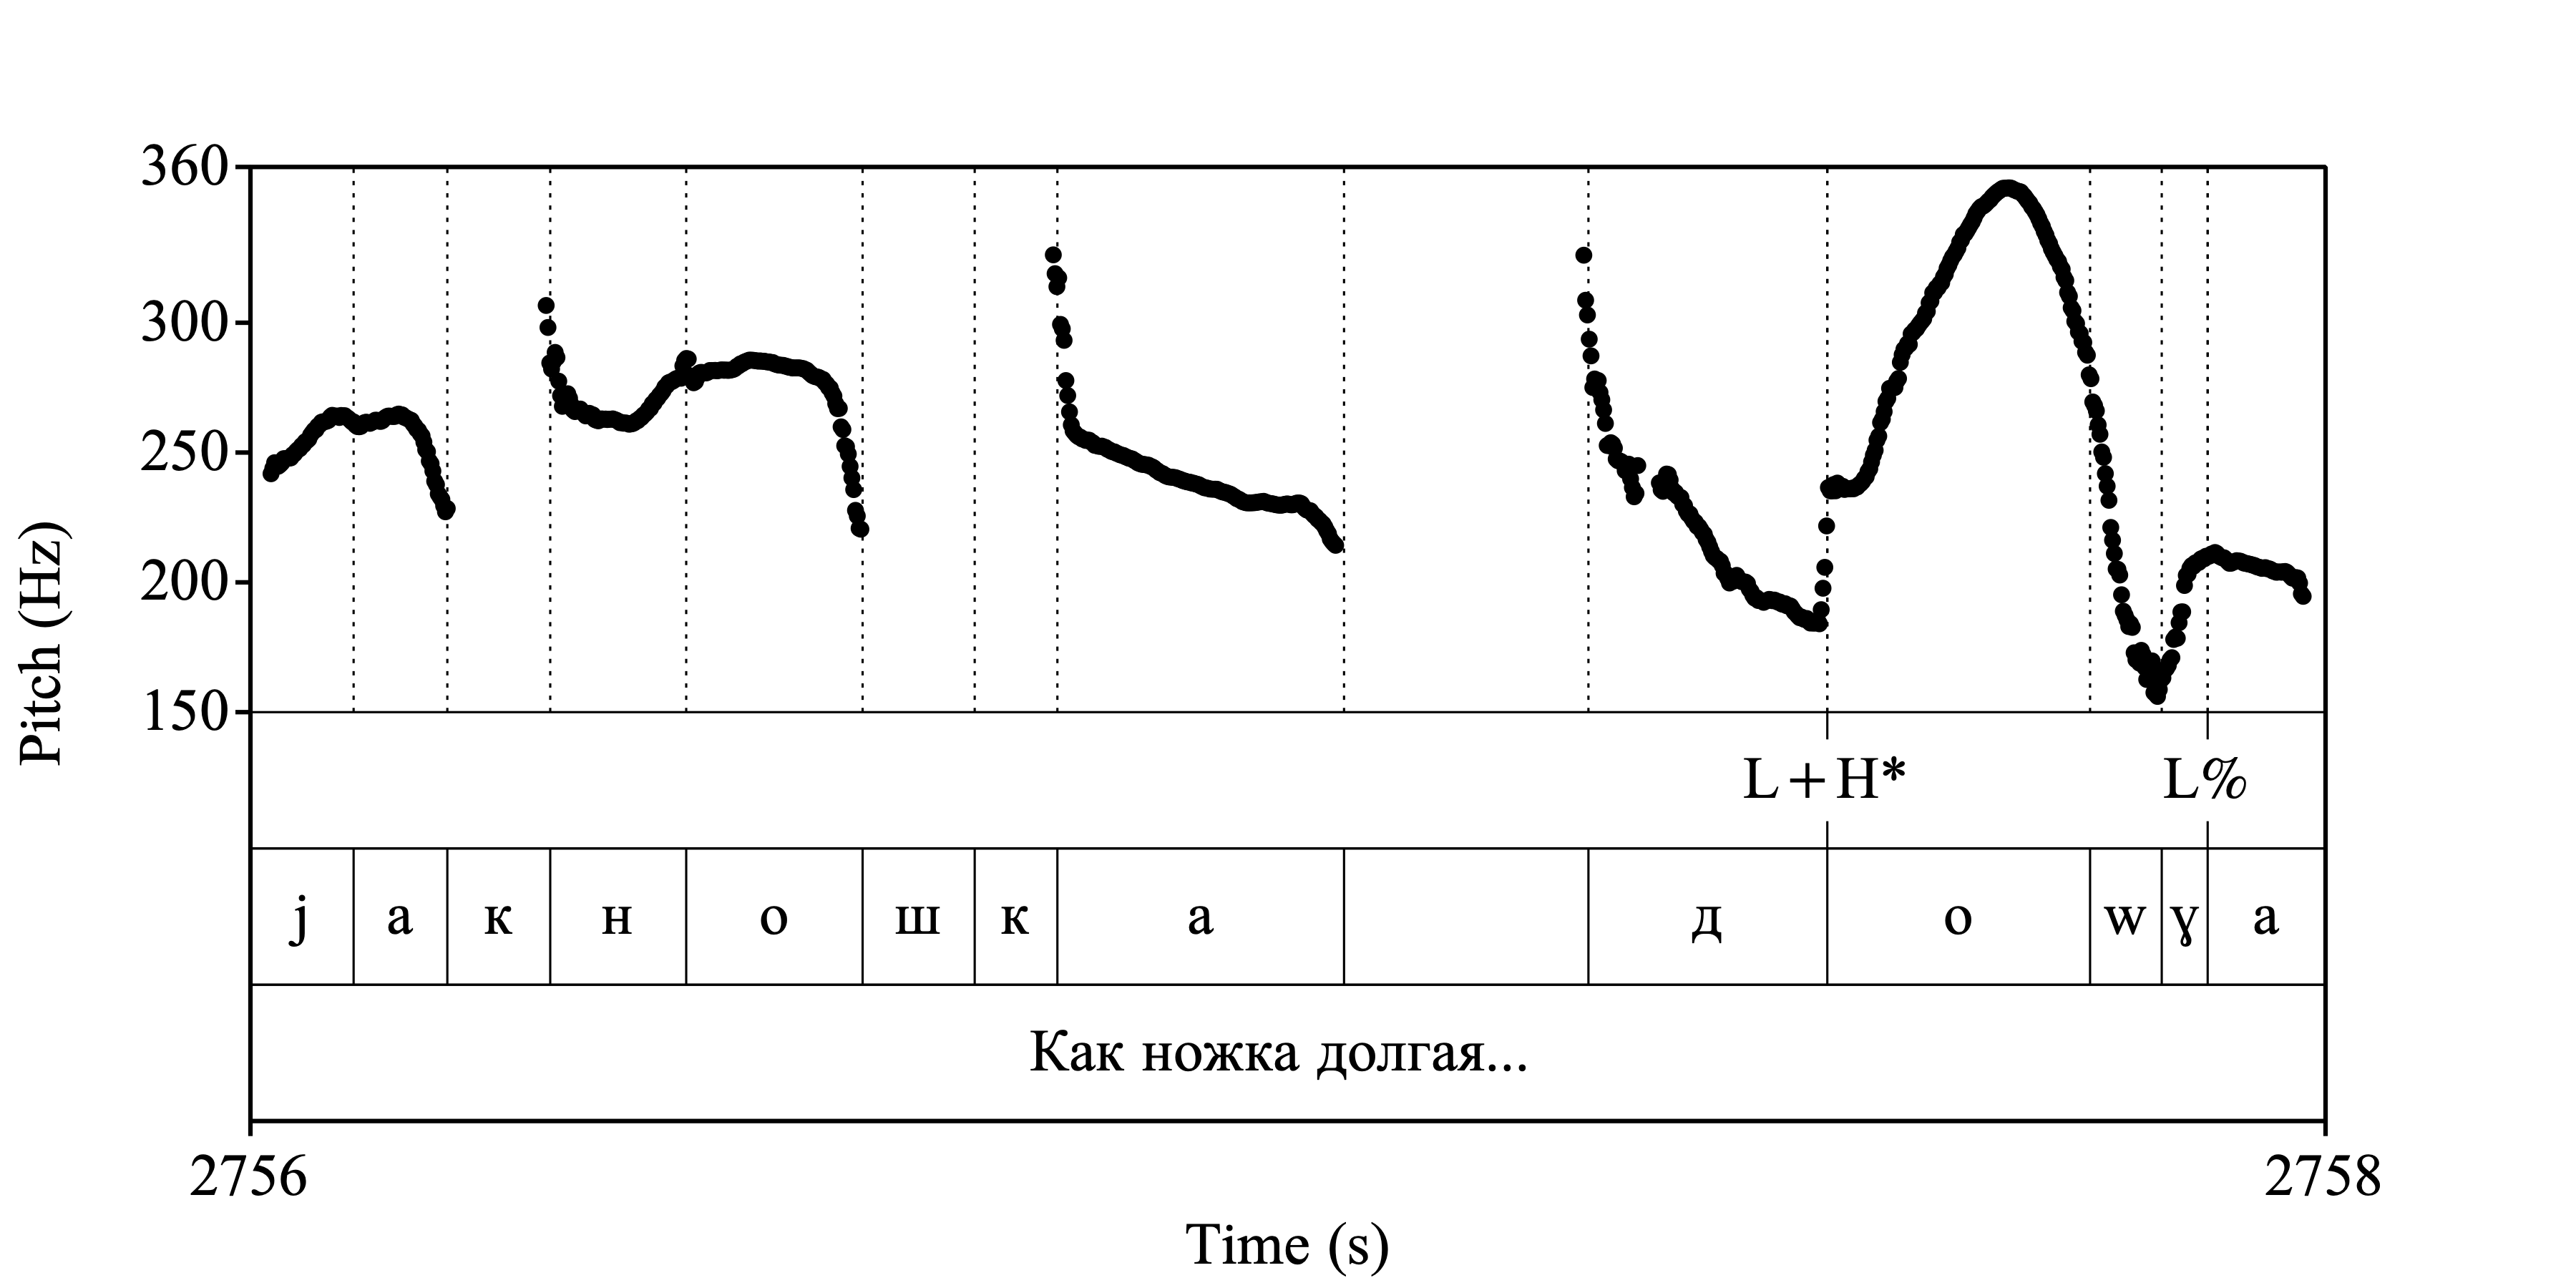 360
300
250
200
150
Pitch (Hz)
L+H* L%
j а к н о ш к а д о w ɣ а
Как ножка долгая...
2756 2758
Time (s)